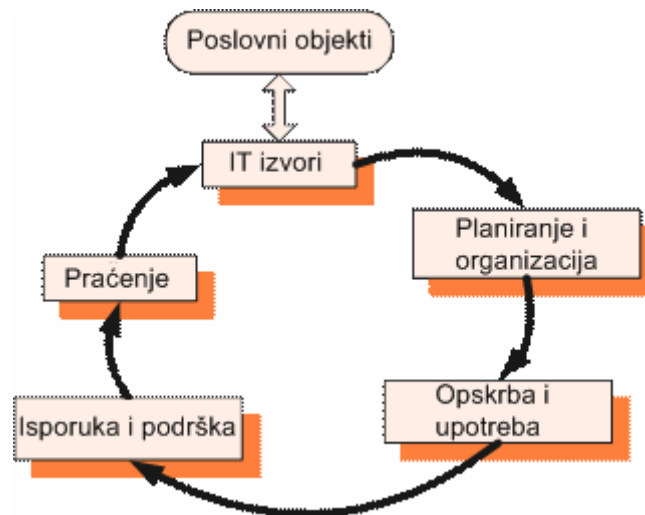 Poslovni objekti
IT izvori
Planiranje i
organizacija
Opskrba i
upotreba
Isporuka i podrška
Praćenje